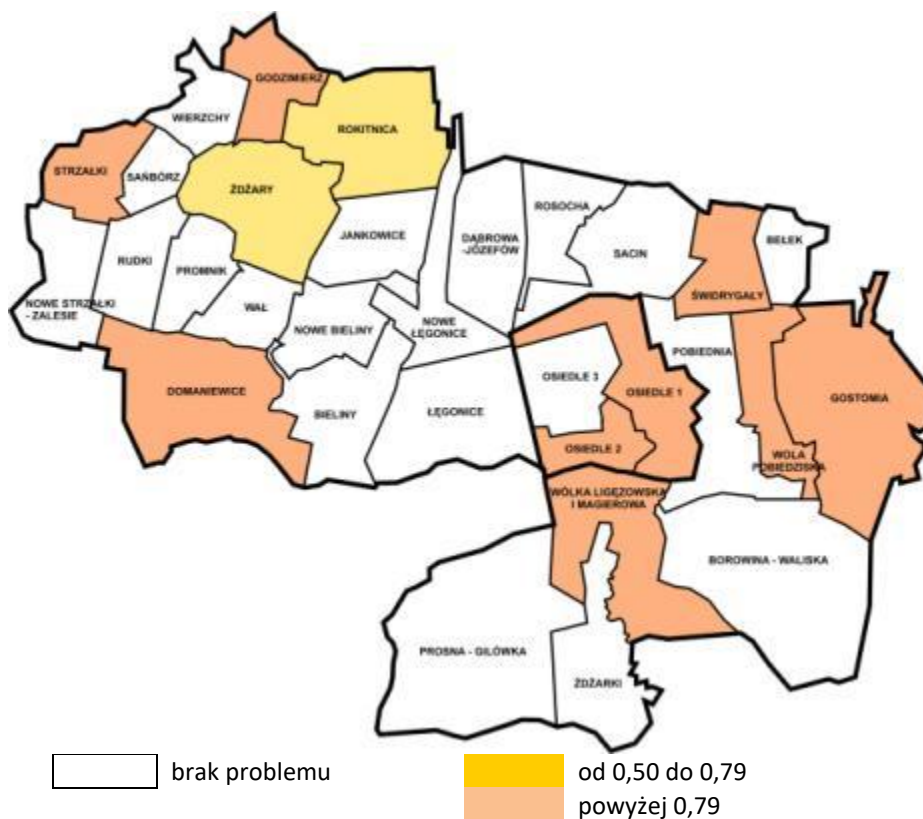 GODZIMIERZ
WIERZCHY
ROKITNICA
STRZAŁKI
SAŃBÓRZ
ŻDŻARY
ROSOCHA
JANKOWICE
DĄBROWA
-JÓZEFÓW
BEŁEK
SACIN
RUDKI
PROMNIK
ŚWIDRYGAŁY
NOWE STRZAŁKI
- ZALESIE
WAŁ
NOWE BIELINY
NOWE
ŁĘGONICE
POBIEDNIA
OSIEDLE 3
OSIEDLE 1
DOMANIEWICE
GOSTOMIA
BIELINY
ŁĘGONICE
OSIEDLE 2
WOLA
POBIEDZISKA
WÓLKA LIGĘZOWSKA
I MAGIEROWA
BOROWINA - WALISKA
PROSNA - GILÓWKA
ŻDŻARKI
brak problemu
od 0,50 do 0,79
powyżej 0,79